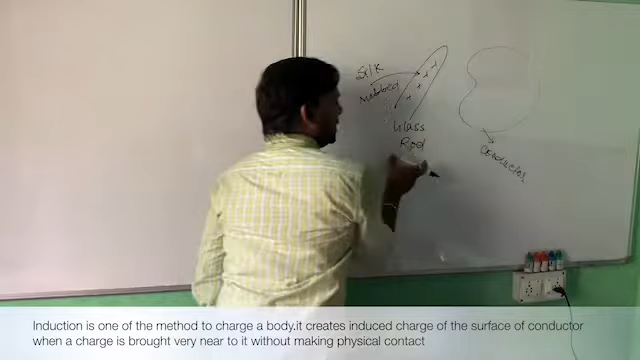 Silk
Glass
Rod
Conductor
Induction is one of the method to charge a body.it creates induced charge of the surface of conductor
when a charge is brought very near to it without making physical contact